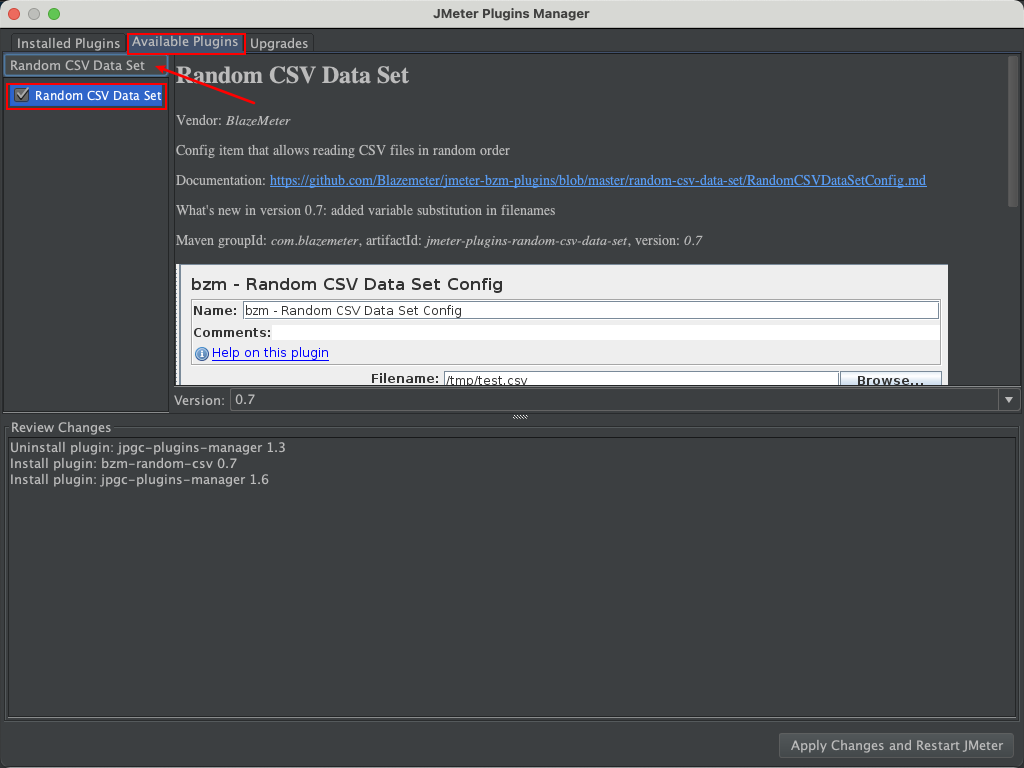 JMeter Plugins Manager
Installed Plugins
Available Plugins
Upgrades
Random CSV Data Set
Random CSV Data Set
Random CSV Data Set
Vendor: BlazeMeter
Config item that allows reading CSV files in random order
Documentation: https://github.com/Blazemeter/jmeter-bzm-plugins/blob/master/random-csv-data-set/RandomCSVDataSetConfig.md
What's new in version 0.7: added variable substitution in filenames
Maven groupId: com.blazemeter, artifactId: jmeter-plugins-random-csv-data-set, version: 0.7
bzm - Random CSV Data Set Config
Name: bzm - Random CSV Data Set Config
Comments:
Help on this plugin
Filename: /tmp/test.csv Browse...
Version: 0.7
Review Changes
Uninstall plugin: jpgc-plugins-manager 1.3
Install plugin: bzm-random-csv 0.7
Install plugin: jpgc-plugins-manager 1.6
Apply Changes and Restart JMeter